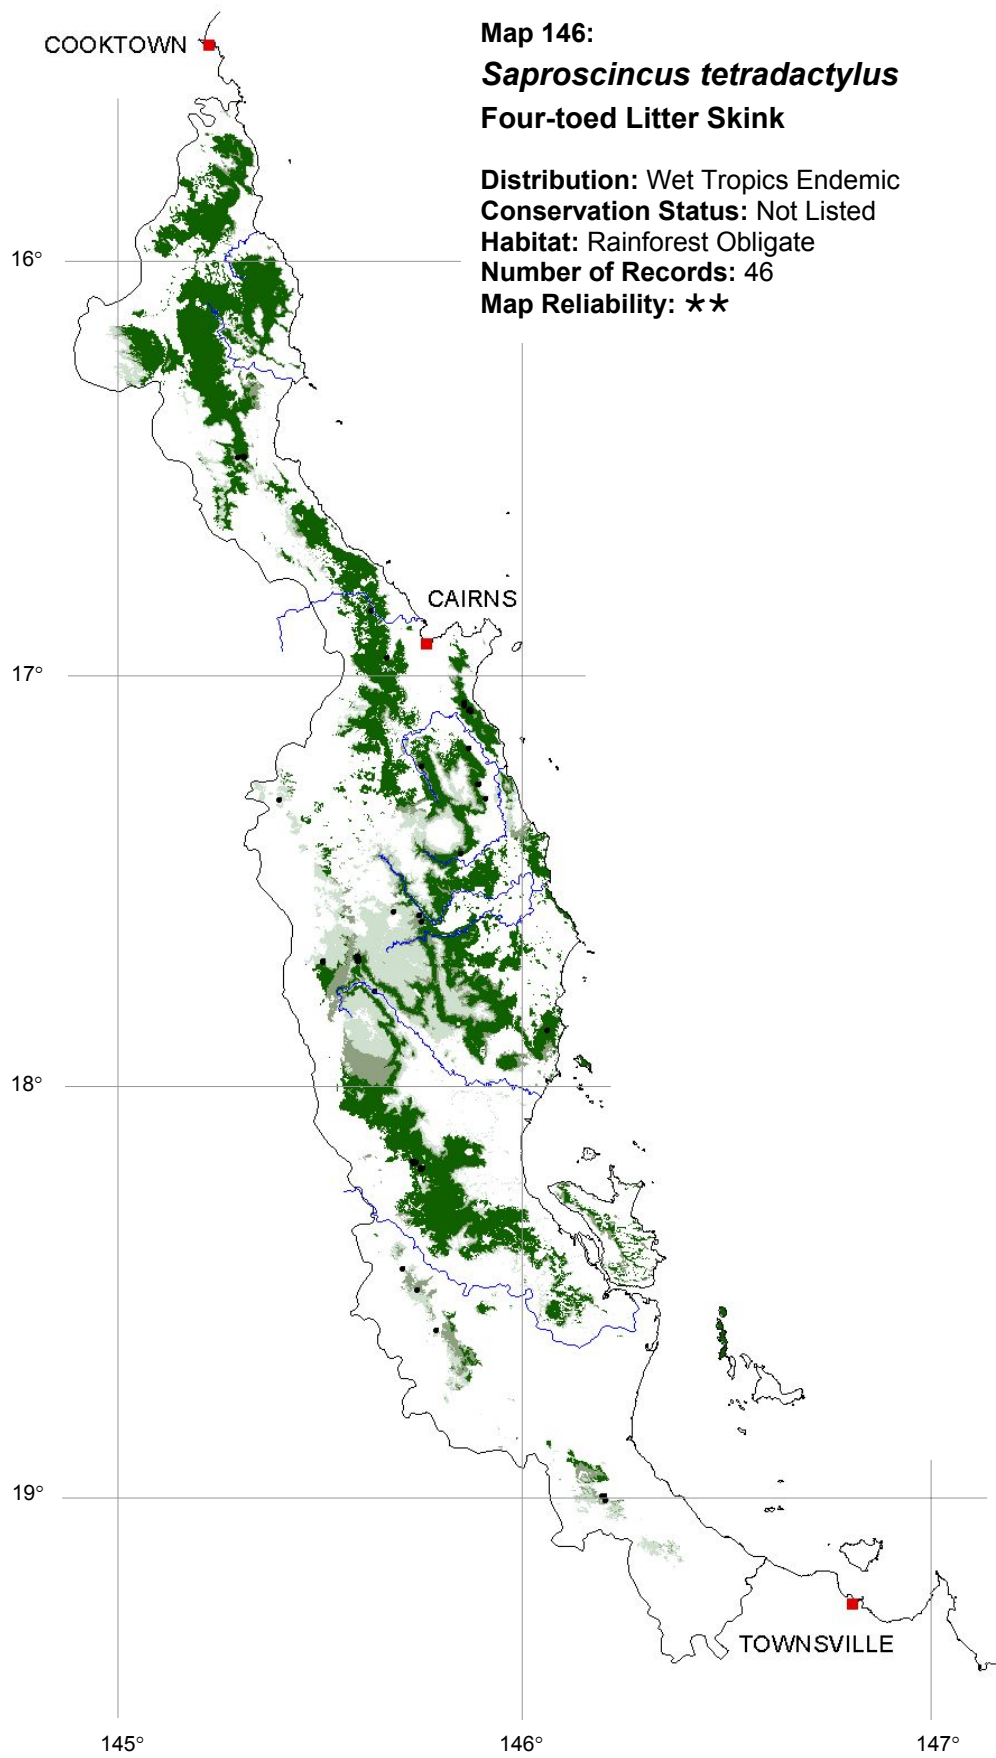 COOKTOWN
Map 146:
Saproscincus tetradactylus
Four-toed Litter Skink
Distribution: Wet Tropics Endemic
Conservation Status: Not Listed
Habitat: Rainforest Obligate
Number of Records: 46
Map Reliability: **
16°
CAIRNS
17°
18°
19°
TOWNSVILLE
145°
146°
147°